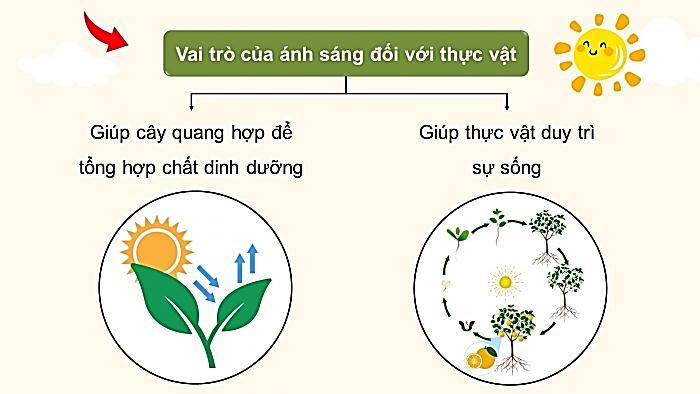 Vai trò của ánh sáng đối với thực vật
Giúp cây quang hợp để
tổng hợp chất dinh dưỡng
Giúp thực vật duy trì
sự sống